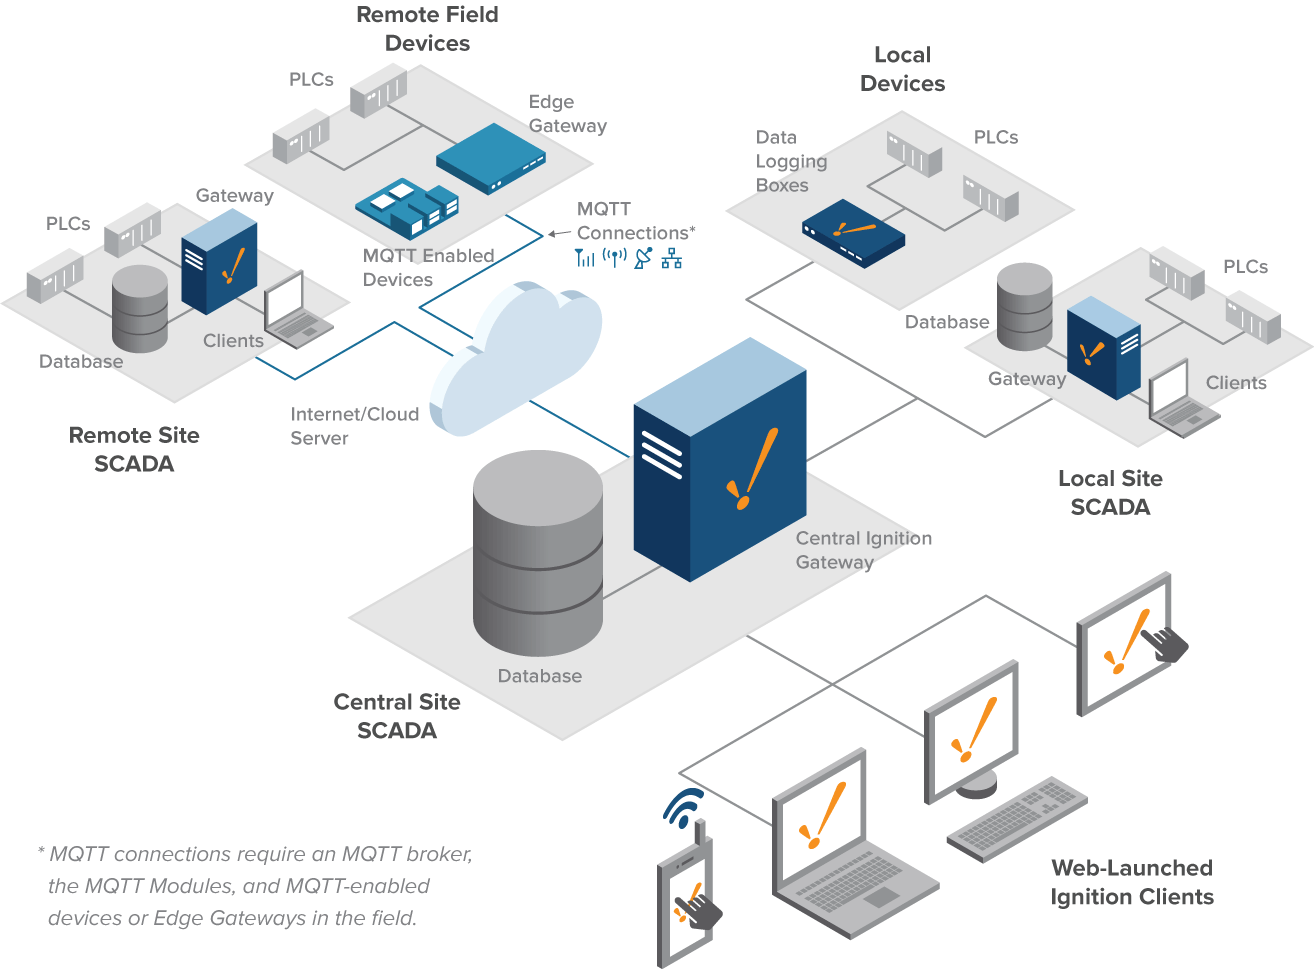 Remote Field
Devices
PLCs
Edge
Gateway
MQTT Enabled
Devices
MQTT
Connections*
Local
Devices
Data
Logging
Boxes
PLCs
Gateway
PLCs
Database
Clients
Remote Site
SCADA
Internet/Cloud
Server
PLCs
Database
Gateway
Clients
Local Site
SCADA
Central Ignition
Gateway
Database
Central Site
SCADA
Web-Launched
Ignition Clients
* MQTT connections require an MQTT broker,
the MQTT Modules, and MQTT-enabled
devices or Edge Gateways in the field.